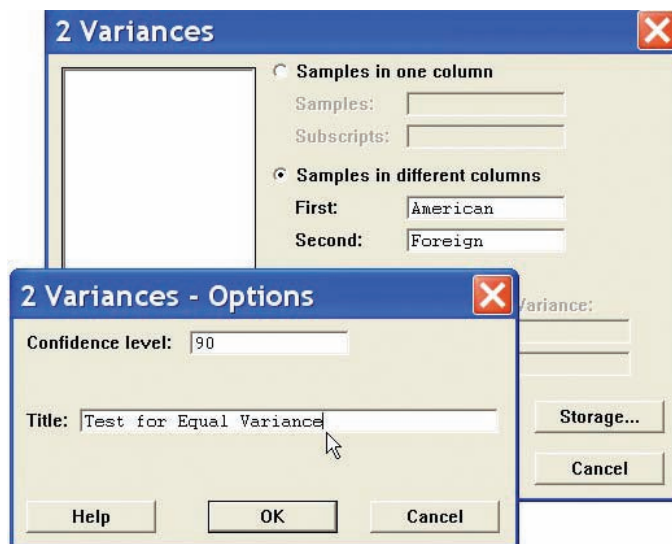 2 Variances
Samples in one column
Samples:
Subscripts:
Samples in different columns
First: American
Second: Foreign
Variance:
Storage...
Cancel
2 Variances - Options
Confidence level: 90
Title: Test for Equal Variance
Help OK Cancel